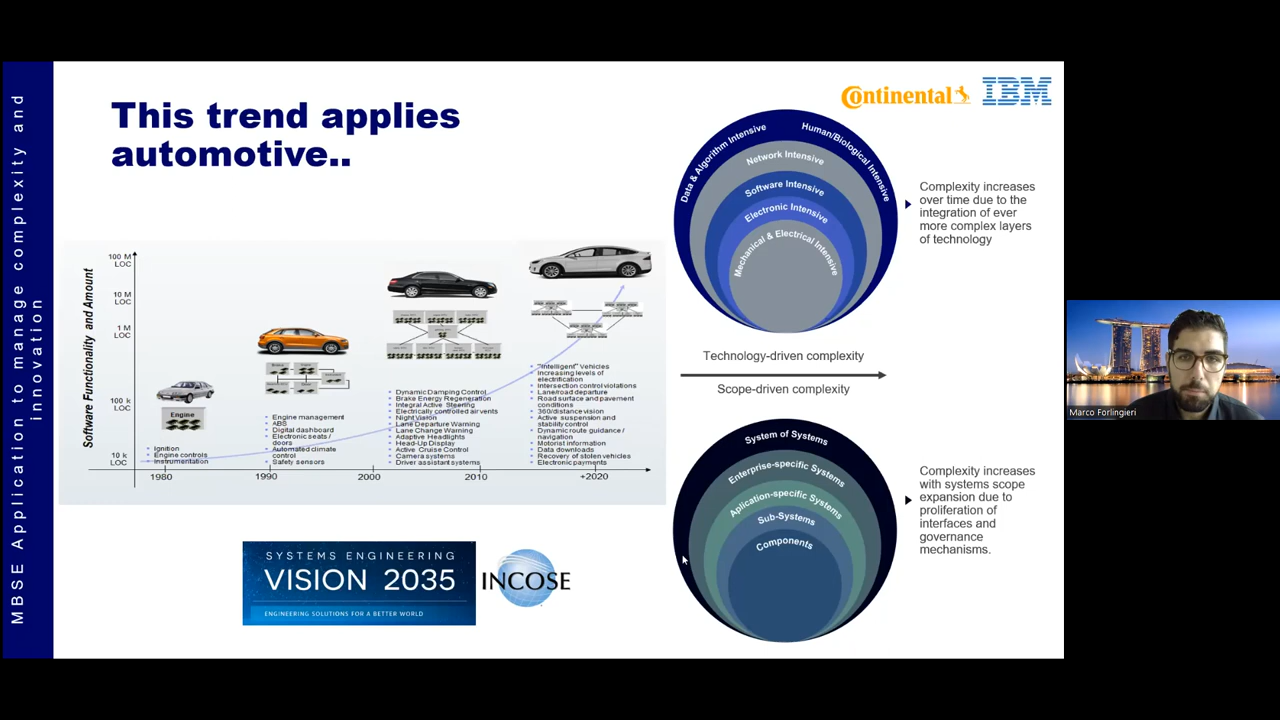 MBSE Application to manage complexity and
innovation
This trend applies
automotive..
Continental
IBM
Software Functionality and Amount
100 M
LOC
10 M
LOC
1 M
LOC
100 k
LOC
10 k
LOC
Engine
Ignition
Engine controls
Instrumentation
Engine management
ABS
Digital dashboard
Electronic seats /
doors
Automated climate
control
Safety sensors
Dynamic Damping Control
Brake Energy Regeneration
Integral Active Steering
Electrically controlled air vents
Night Vision
Lane Departure Warning
Lane Change Warning
Adaptive Headlights
Head-Up Display
Active Cruise Control
Camera systems
Driver assistant systems
"Intelligent" Vehicles
Increasing levels of
electrification
Intersection control violations
Lane/road departure
Road surface and pavement
conditions
360/distance vision
Active suspension and
stability control
Dynamic route guidance /
navigation
Motorist information
Data downloads
Recovery of stolen vehicles
Electronic payments
1980
1990
2000
2010
+2020
SYSTEMS ENGINEERING
VISION 2035
ENGINEERING SOLUTIONS FOR A BETTER WORLD
INCOSE
Data & Algorithm Intensive
Human/Biological Intensive
Network Intensive
Software Intensive
Electronic Intensive
Mechanical & Electrical Intensive
Complexity increases
over time due to the
integration of ever
more complex layers
of technology
Technology-driven complexity
Scope-driven complexity
System of Systems
Enterprise-specific Systems
Aplication-specific Systems
Sub-Systems
Components
Complexity increases
with systems scope
expansion due to
proliferation of
interfaces and
governance
mechanisms.
Marco Forlingieri